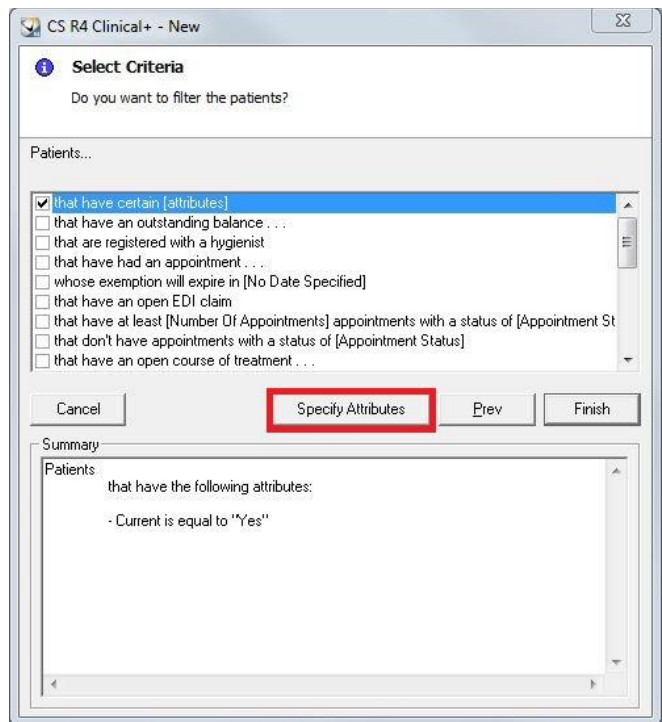 CS R4 Clinical+ - New
Select Criteria
Do you want to filter the patients?
Patients...
that have certain [attributes]
that have an outstanding balance . . .
that are registered with a hygienist
that have had an appointment . . .
whose exemption will expire in [No Date Specified]
that have an open EDI claim
that have at least [Number Of Appointments] appointments with a status of [Appointment St
that don't have appointments with a status of [Appointment Status]
that have an open course of treatment . . .
Cancel Specify Attributes Prev Finish
Summary
Patients
that have the following attributes:
- Current is equal to "Yes"